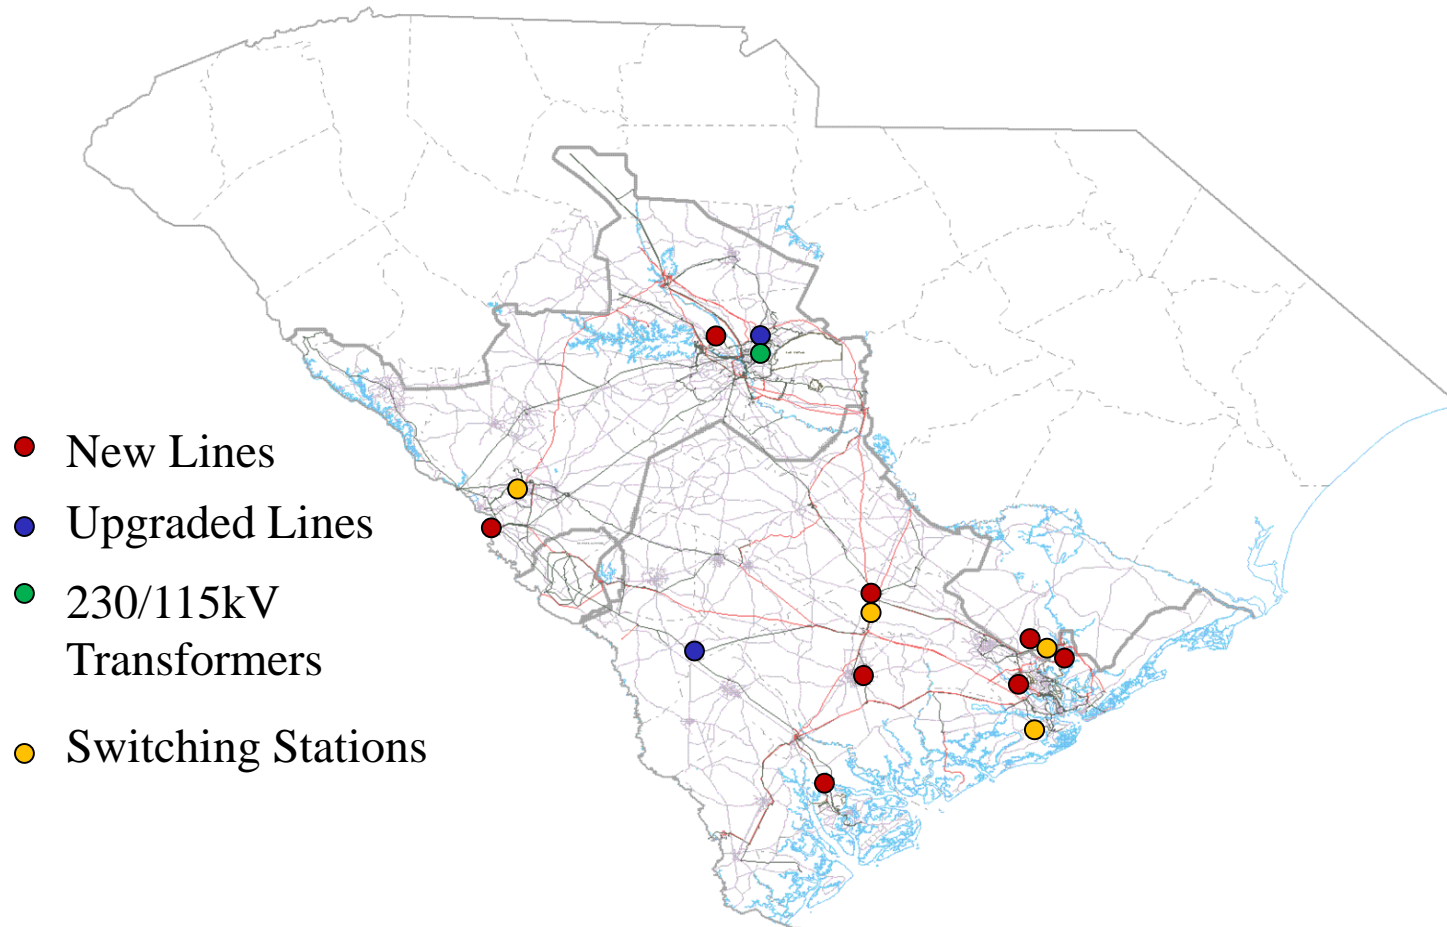 New Lines
Upgraded Lines
230/115kV
Transformers
Switching Stations